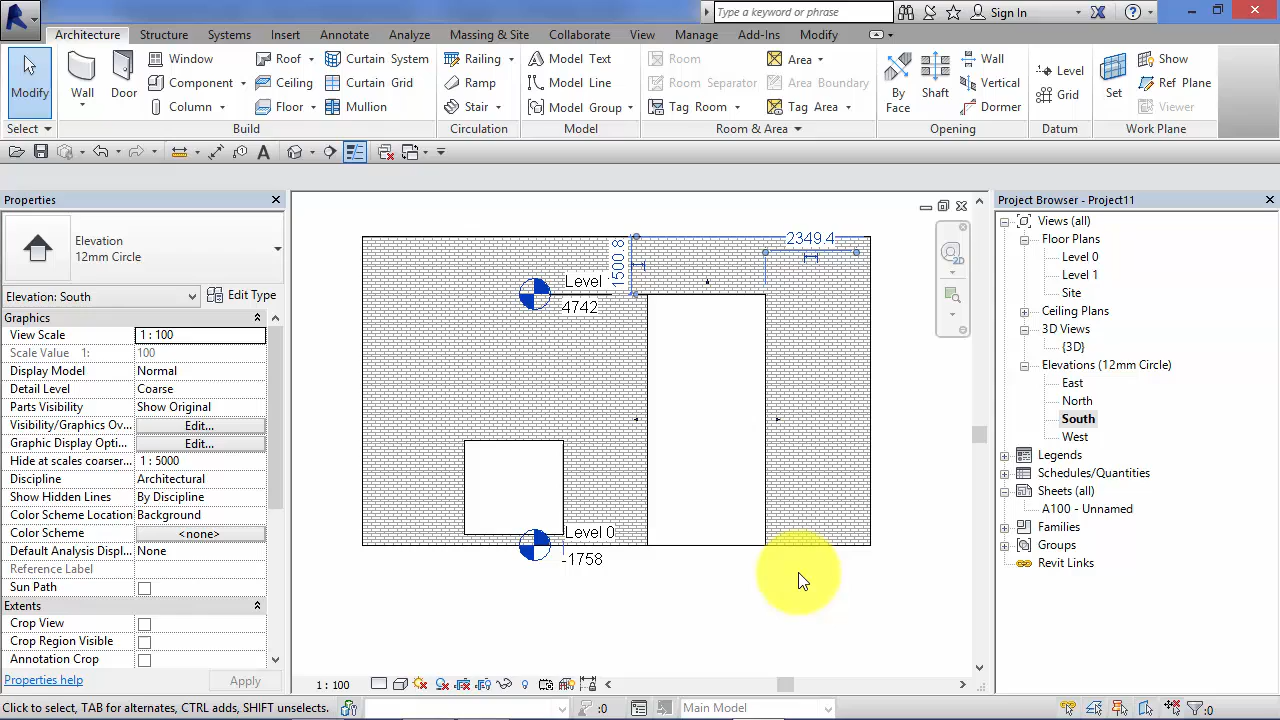 Type a keyword or phrase
Sign In
Architecture Structure Systems Insert Annotate Analyze Massing & Site Collaborate View Manage Add-Ins Modify
Modify
Select
Wall
Door
Window
Component
Column
Roof
Ceiling
Floor
Curtain System
Curtain Grid
Mullion
Build
Railing
Ramp
Stair
Circulation
Model Text
Model Line
Model Group
Model
Room
Room Separator
Tag Room
Area
Area Boundary
Tag Area
Room & Area
By Face
Shaft
Wall
Vertical
Dormer
Opening
Level
Grid
Datum
Set
Show
Ref Plane
Viewer
Work Plane
Properties
Elevation
12mm Circle
Elevation: South
Edit Type
Graphics
View Scale 1 : 100
Scale Value 1: 100
Display Model Normal
Detail Level Coarse
Parts Visibility Show Original
Visibility/Graphics Ov... Edit...
Graphic Display Opti... Edit...
Hide at scales coarser... 1 : 5000
Discipline Architectural
Show Hidden Lines By Discipline
Color Scheme Location Background
Color Scheme <none>
Default Analysis Displ... None
Reference Label
Sun Path
Extents
Crop View
Crop Region Visible
Annotation Crop
Properties help
Apply
2349.4
1500.8
Level
4742
Level 0
-1758
2D
Project Browser - Project11
Views (all)
Floor Plans
Level 0
Level 1
Site
Ceiling Plans
3D Views
{3D}
Elevations (12mm Circle)
East
North
South
West
Legends
Schedules/Quantities
Sheets (all)
A100 - Unnamed
Families
Groups
Revit Links
1 : 100
Click to select, TAB for alternates, CTRL adds, SHIFT unselects.
:0
Main Model
:0